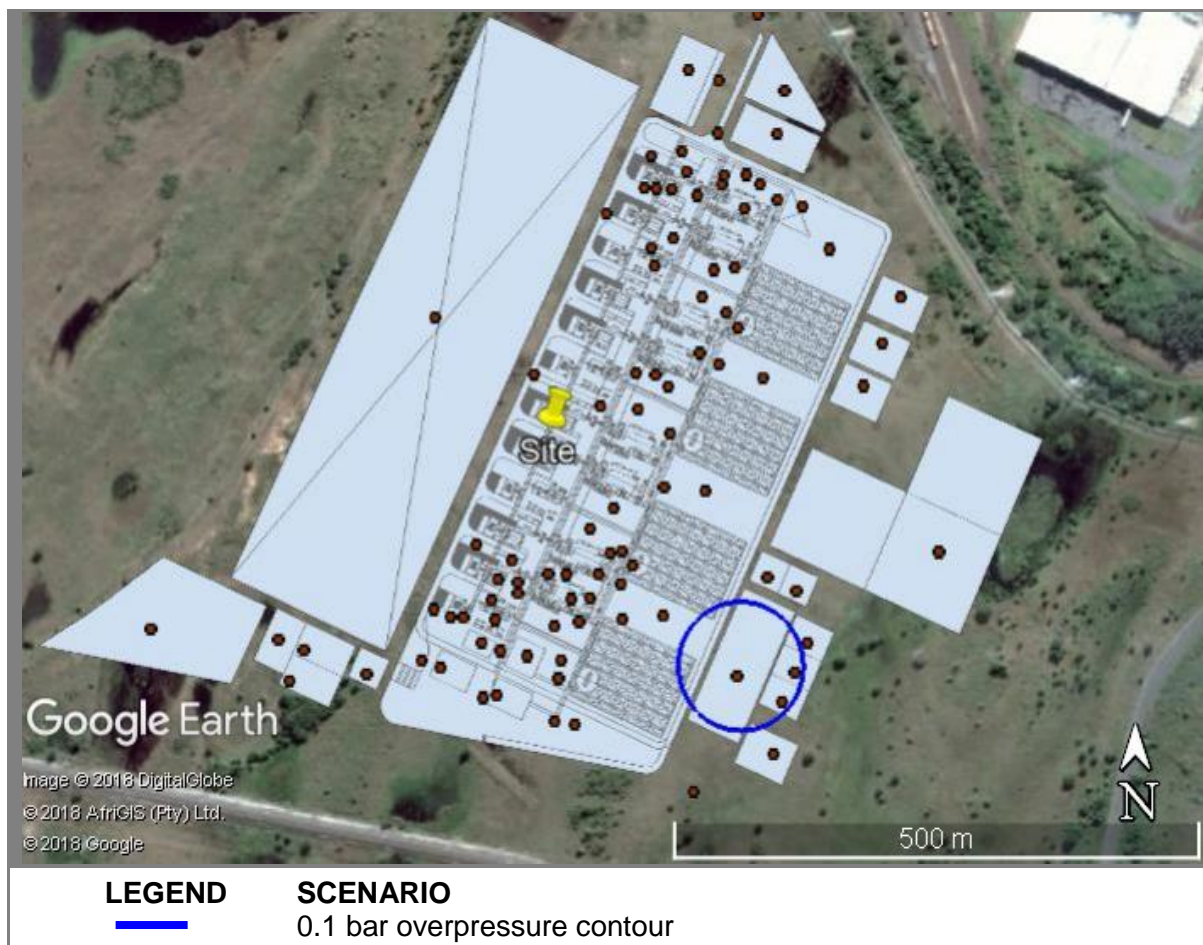 Site
Google Earth
Image © 2018 DigitalGlobe
© 2018 AfriGIS (Pty) Ltd.
© 2018 Google
N
500 m
LEGEND SCENARIO
0.1 bar overpressure contour